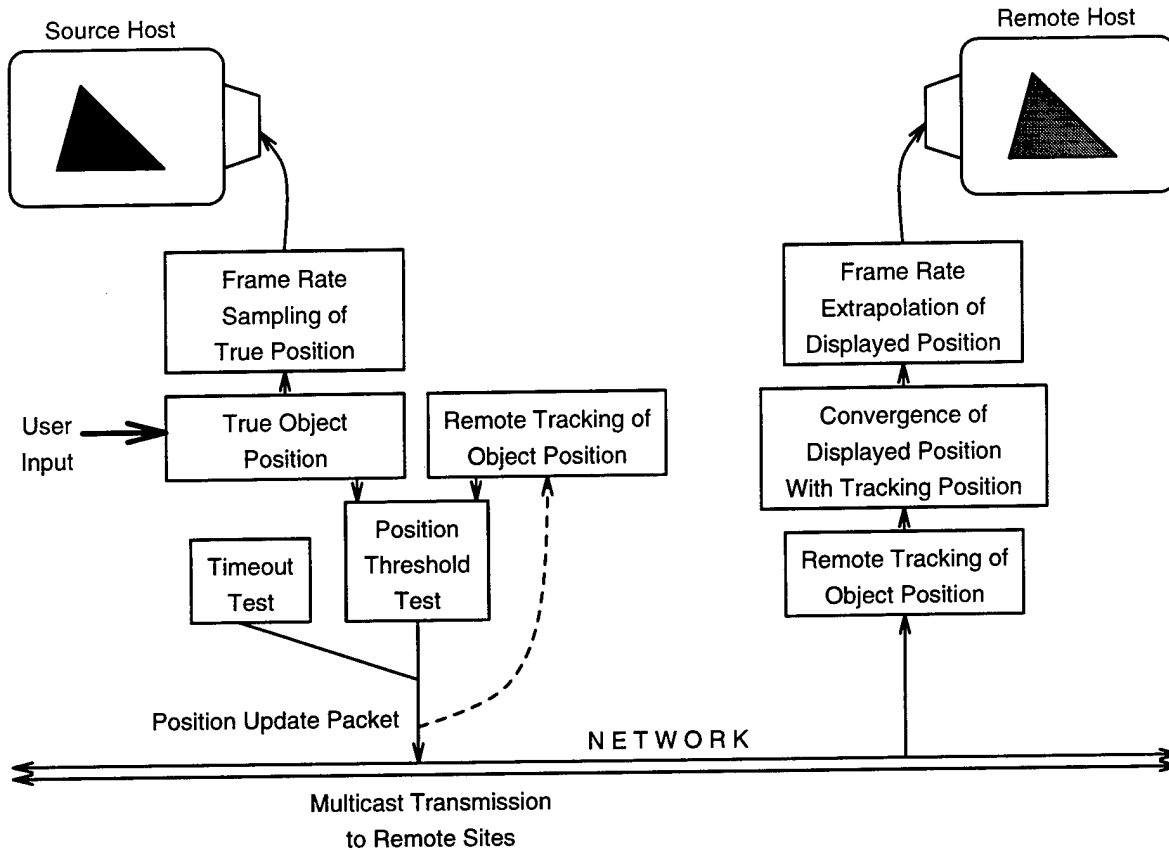 Source Host
Remote Host
Frame Rate
Sampling of
True Position
Frame Rate
Extrapolation of
Displayed Position
User
Input
True Object
Position
Remote Tracking of
Object Position
Convergence of
Displayed Position
With Tracking Position
Timeout
Test
Position
Threshold
Test
Remote Tracking of
Object Position
Position Update Packet
NETWORK
Multicast Transmission
to Remote Sites